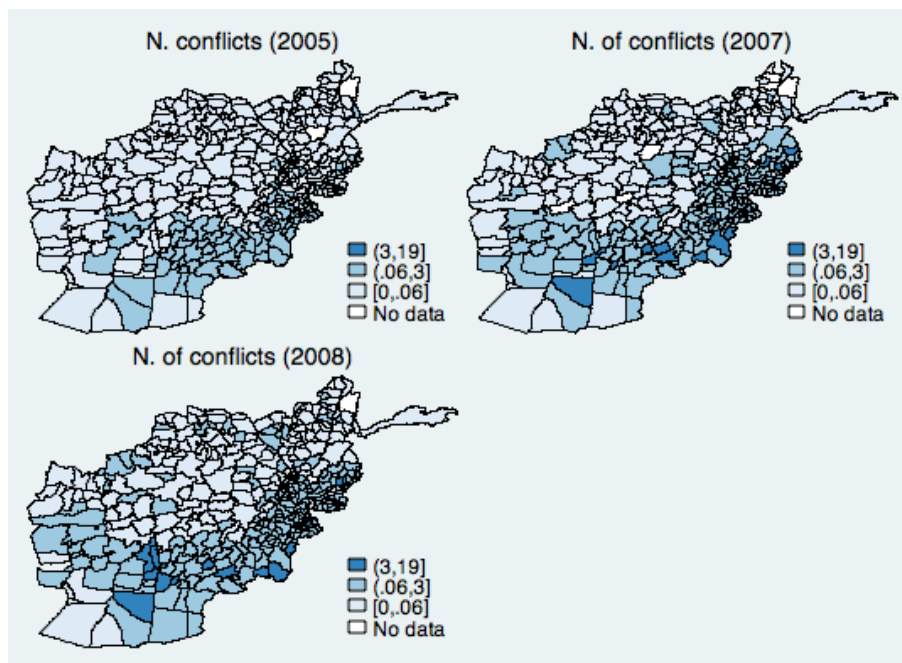 N. conflicts (2005)
(3,19]
(.06,3]
[0,.06]
No data
N. of conflicts (2007)
(3,19]
(.06,3]
[0,.06]
No data
N. of conflicts (2008)
(3,19]
(.06,3]
[0,.06]
No data